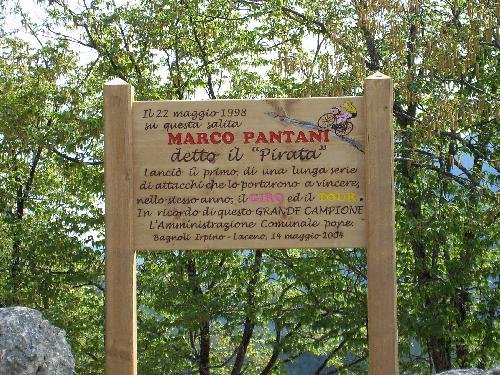 Il 22 maggio 1998
su questa salita
MARCO PANTANI
detto il "Pirata"
lanciò il primo, di una lunga serie
di attacchi che lo portarono a vincere,
nello stesso anno, il GIRO ed il TOUR.
In ricordo di questo GRANDE CAMPIONE
L'Amministrazione Comunale pone.
Bagnoli Irpino - Laceno, 14 maggio 2004